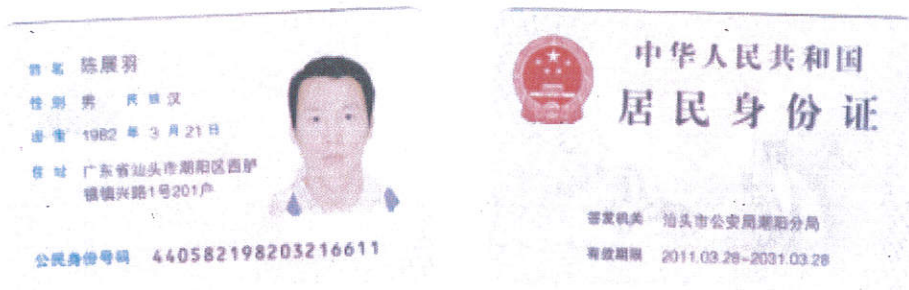 姓名 陈展羽
性别 男 民族 汉
出生 1982 年 3 月 21 日
住址 广东省汕头市潮阳区西胪
镇镇兴路1号201户
公民身份号码 440582198203216611
中华人民共和国
居民身份证
签发机关 汕头市公安局潮阳分局
有效期限 2011.03.28-2031.03.28